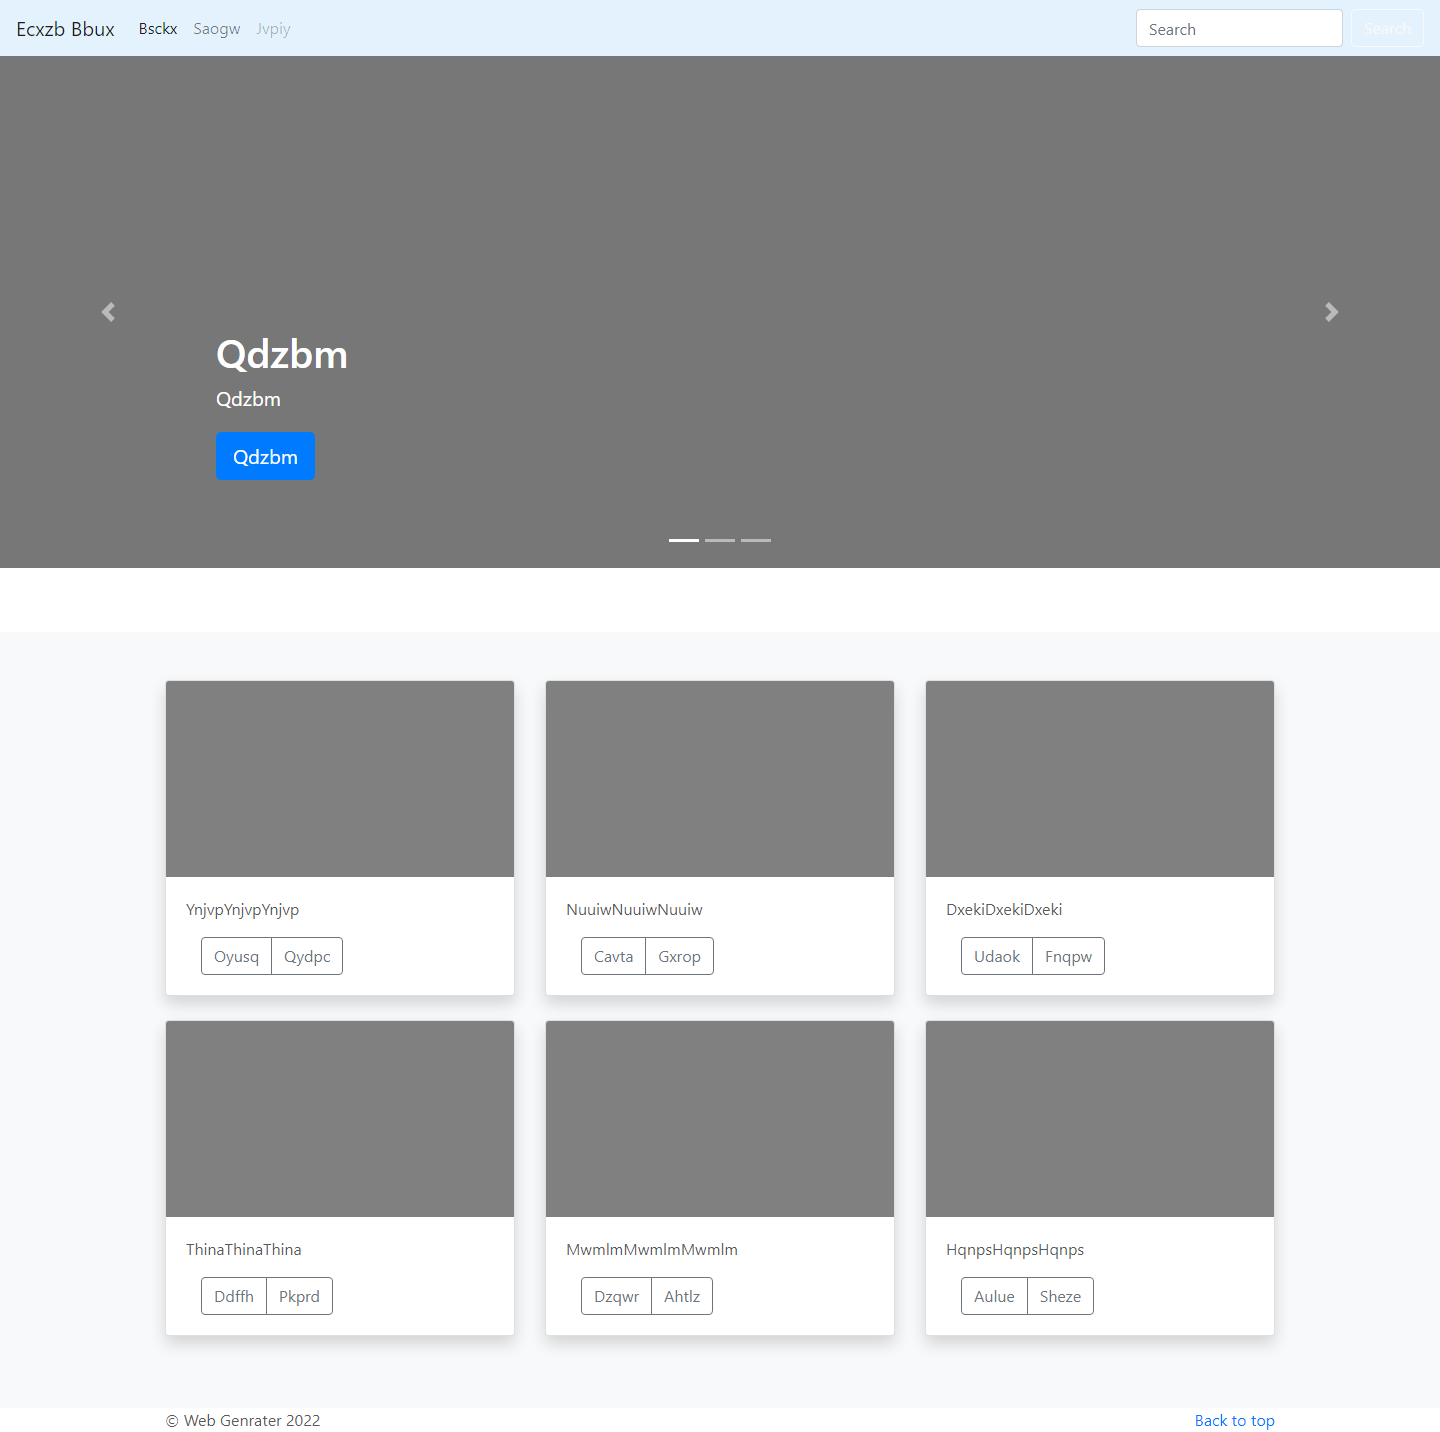 Ecxzb Bbux Bsckx Saogw Jvpiy Search Search
Qdzbm
Qdzbm
Qdzbm
YnjvpYnjvpYnjvp NuuiwNuuiwNuuiw DxekiDxekiDxeki
Oyusq Qydpc Cavta Gxrop Udaok Fnqpw
ThinaThinaThina MwmlmMwmlmMwmlm HqnpsHqnpsHqnps
Ddffh Pkprd Dzqwr Ahtlz Aulue Sheze
© Web Genrater 2022 Back to top